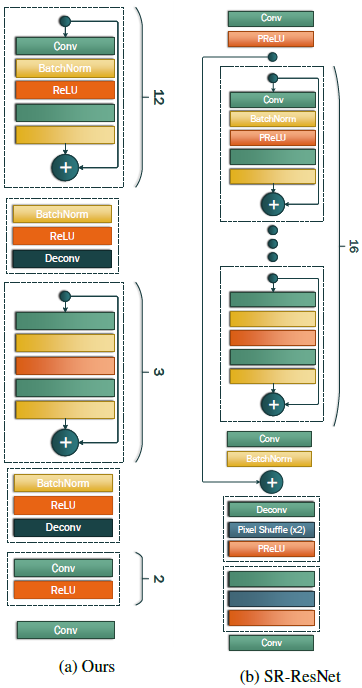 Conv
BatchNorm
ReLU
12
BatchNorm
ReLU
Deconv
3
BatchNorm
ReLU
Deconv
Conv
ReLU
2
Conv
(a) Ours
Conv
PReLU
Conv
BatchNorm
PReLU
16
Conv
BatchNorm
Deconv
Pixel Shuffle (x2)
PReLU
Conv
(b) SR-ResNet